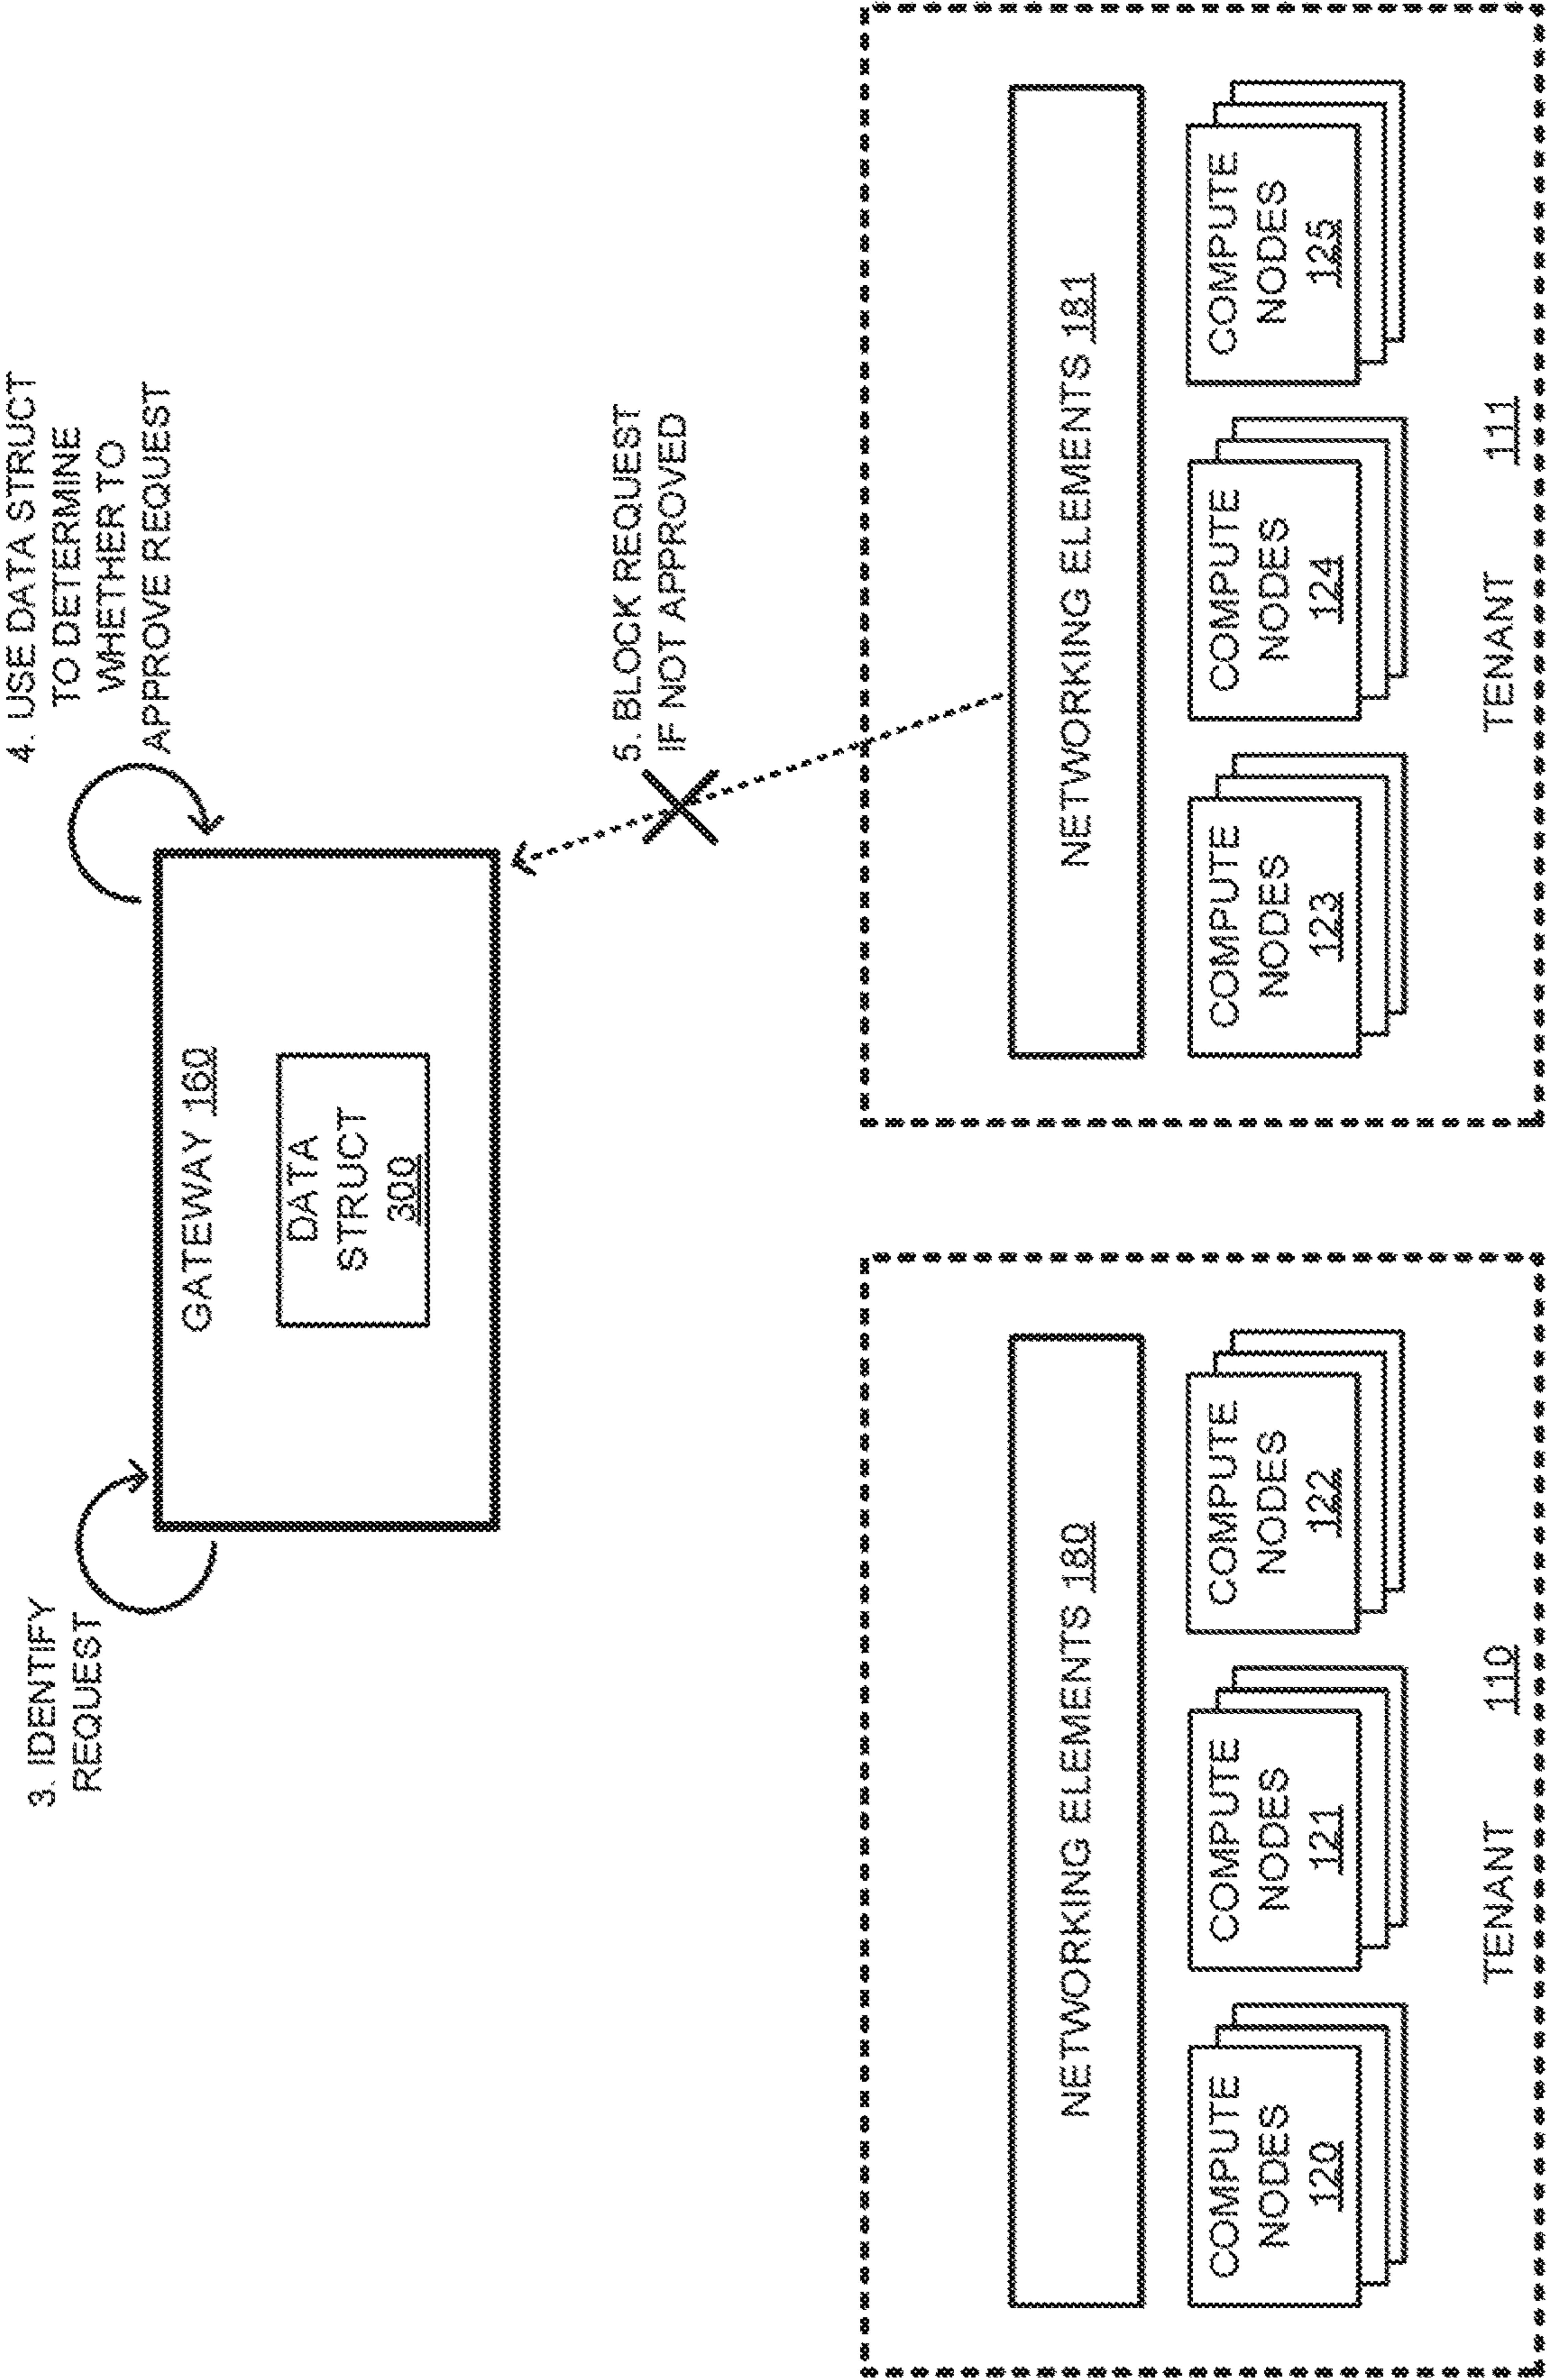 3. IDENTIFY
REQUEST
4. USE DATA STRUCT
TO DETERMINE
WHETHER TO
APPROVE REQUEST
GATEWAY 160
DATA
STRUCT
300
5. BLOCK REQUEST
IF NOT APPROVED
NETWORKING ELEMENTS 180
COMPUTE
NODES
120
COMPUTE
NODES
121
COMPUTE
NODES
122
TENANT 110
NETWORKING ELEMENTS 181
COMPUTE
NODES
123
COMPUTE
NODES
124
COMPUTE
NODES
125
TENANT 111